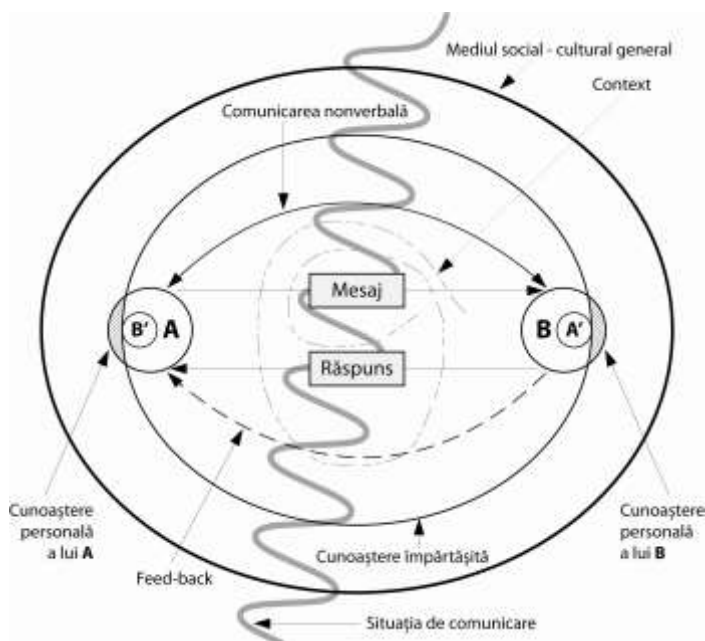 Mediul social - cultural general
Context
Comunicarea nonverbală
Mesaj
B' A
B A'
Răspuns
Cunoaștere
personală
a lui A
Cunoaștere
personală
a lui B
Cunoaștere împărtășită
Feed-back
Situația de comunicare